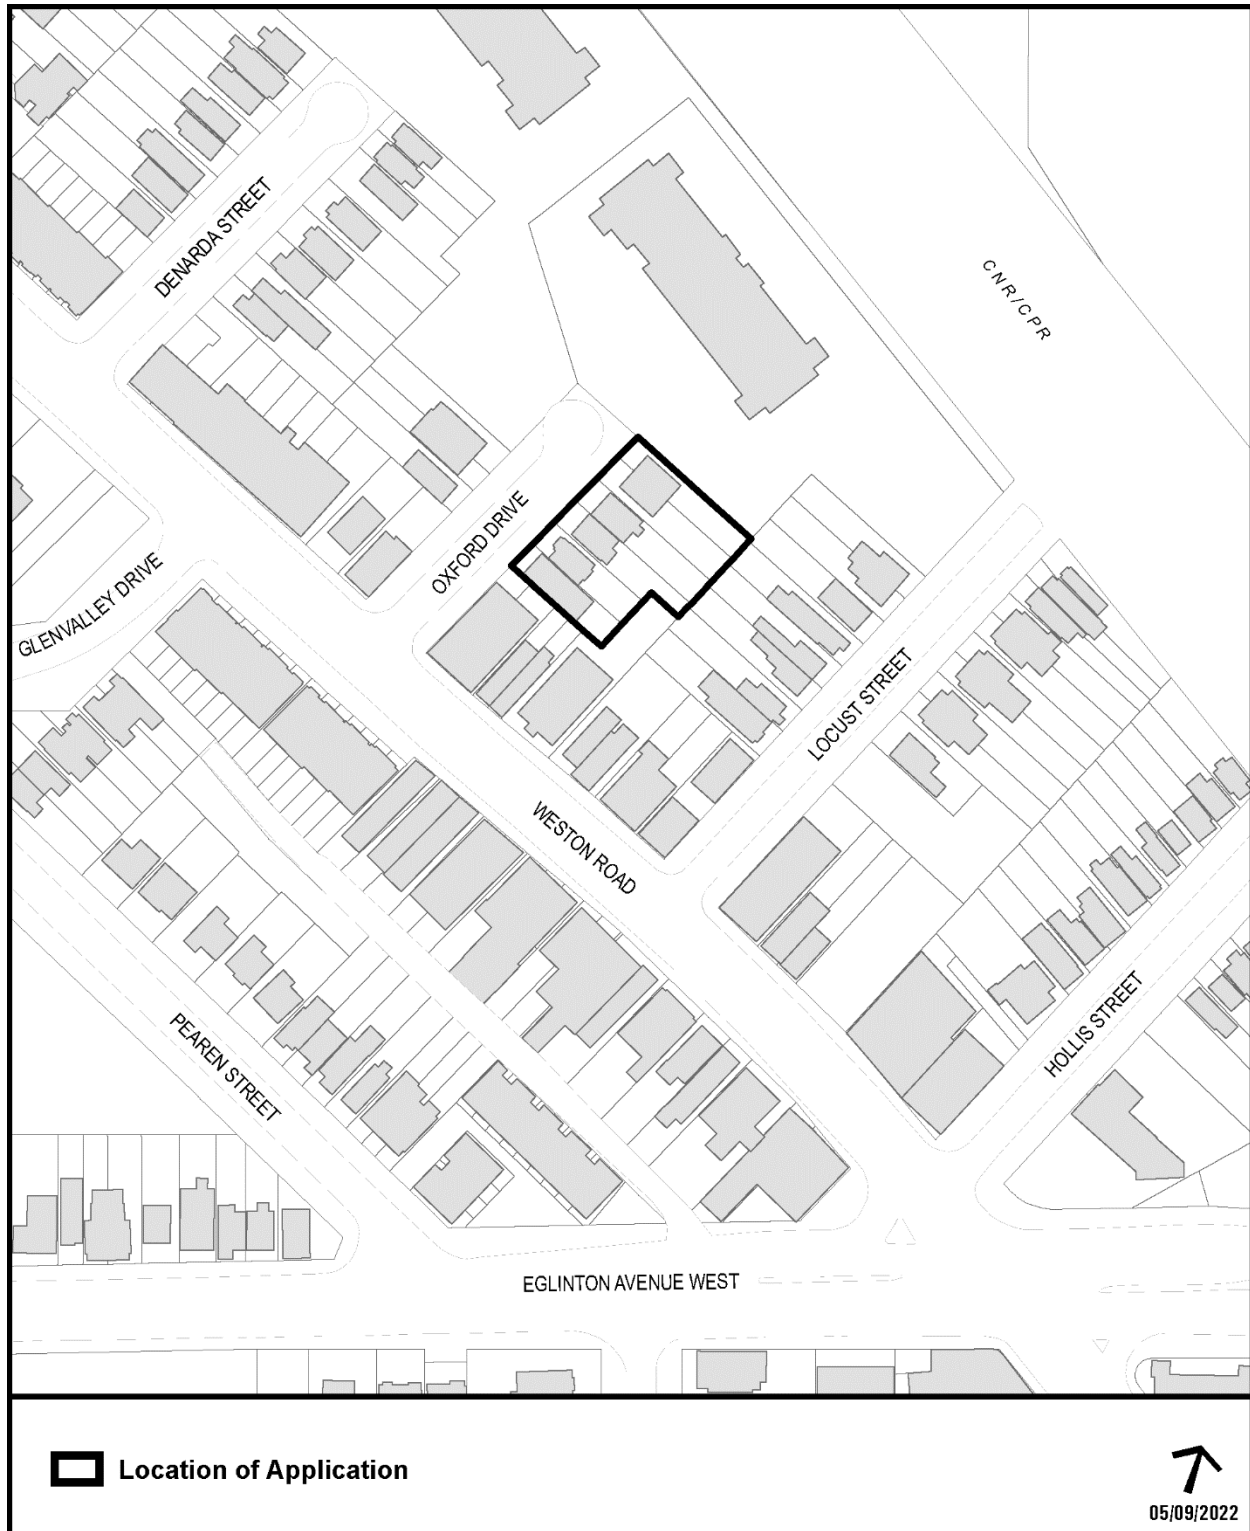 DENARDA STREET
CNR/CPR
OXFORD DRIVE
GLENVALLEY DRIVE
LOCUST STREET
WESTON ROAD
HOLLIS STREET
PEAREN STREET
EGLINTON AVENUE WEST
Location of Application
05/09/2022